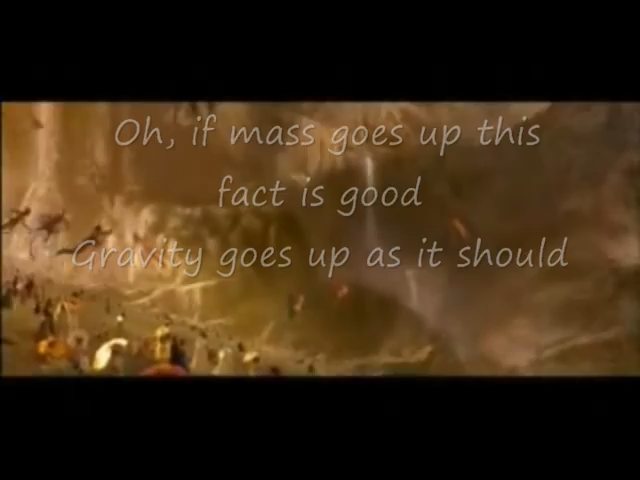 Oh, if mass goes up this
fact is good
Gravity goes up as it should